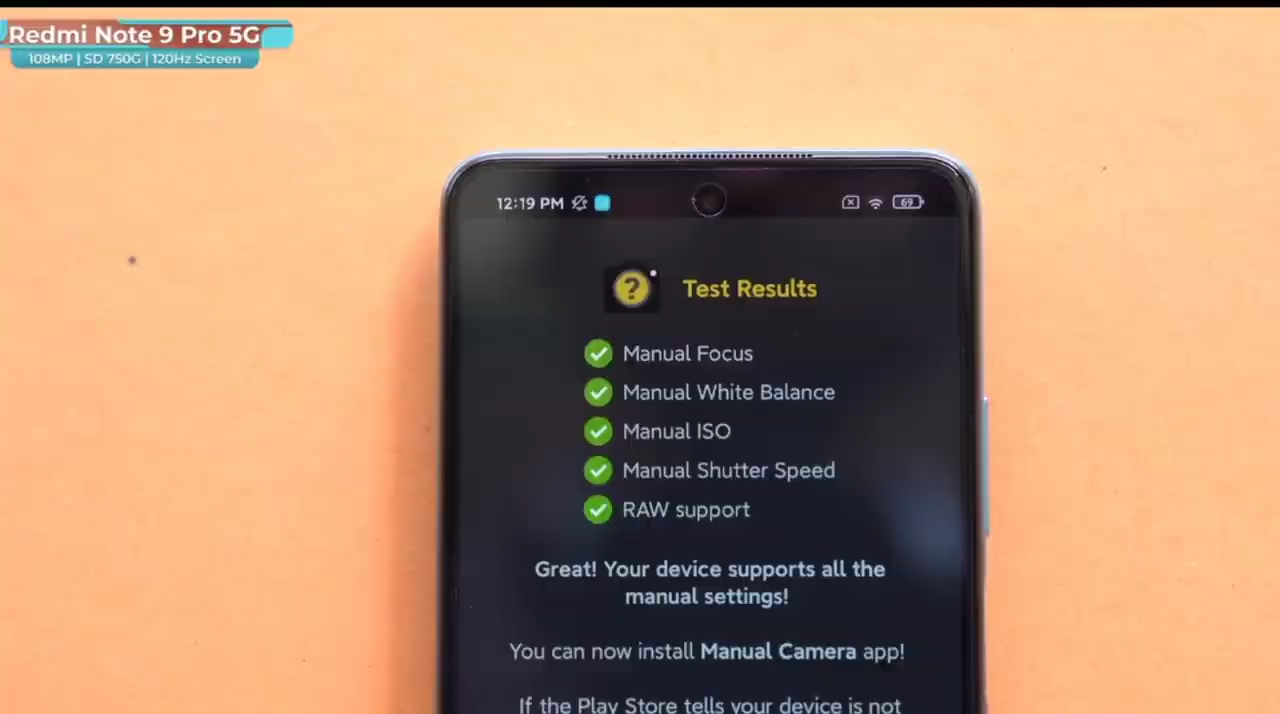 Redmi Note 9 Pro 5G
108MP | SD 750G | 120Hz Screen
12:19 PM
69
? Test Results
Manual Focus
Manual White Balance
Manual ISO
Manual Shutter Speed
RAW support
Great! Your device supports all the
manual settings!
You can now install Manual Camera app!
If the Play Store tells your device is not